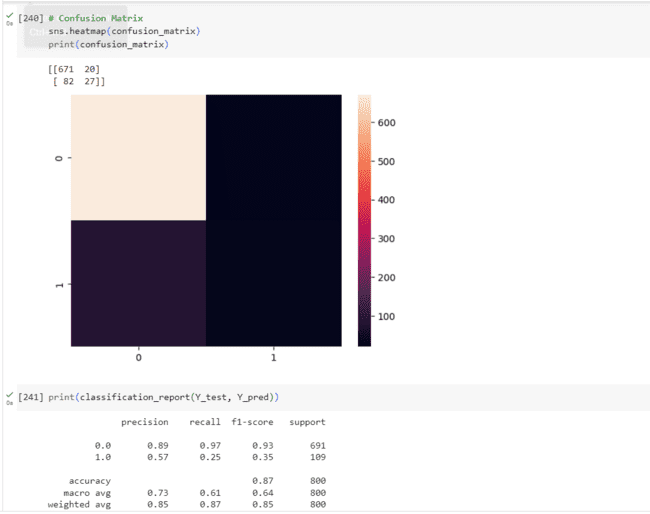 [240] # Confusion Matrix
sns.heatmap(confusion_matrix)
print(confusion_matrix)
0s
[[671 20]
[ 82 27]]
600
0
500
400
300
1
200
100
0 1
[241] print(classification_report(Y_test, Y_pred))
0s
precision recall f1-score support
0.0 0.89 0.97 0.93 691
1.0 0.57 0.25 0.35 109
accuracy 0.87 800
macro avg 0.73 0.61 0.64 800
weighted avg 0.85 0.87 0.85 800